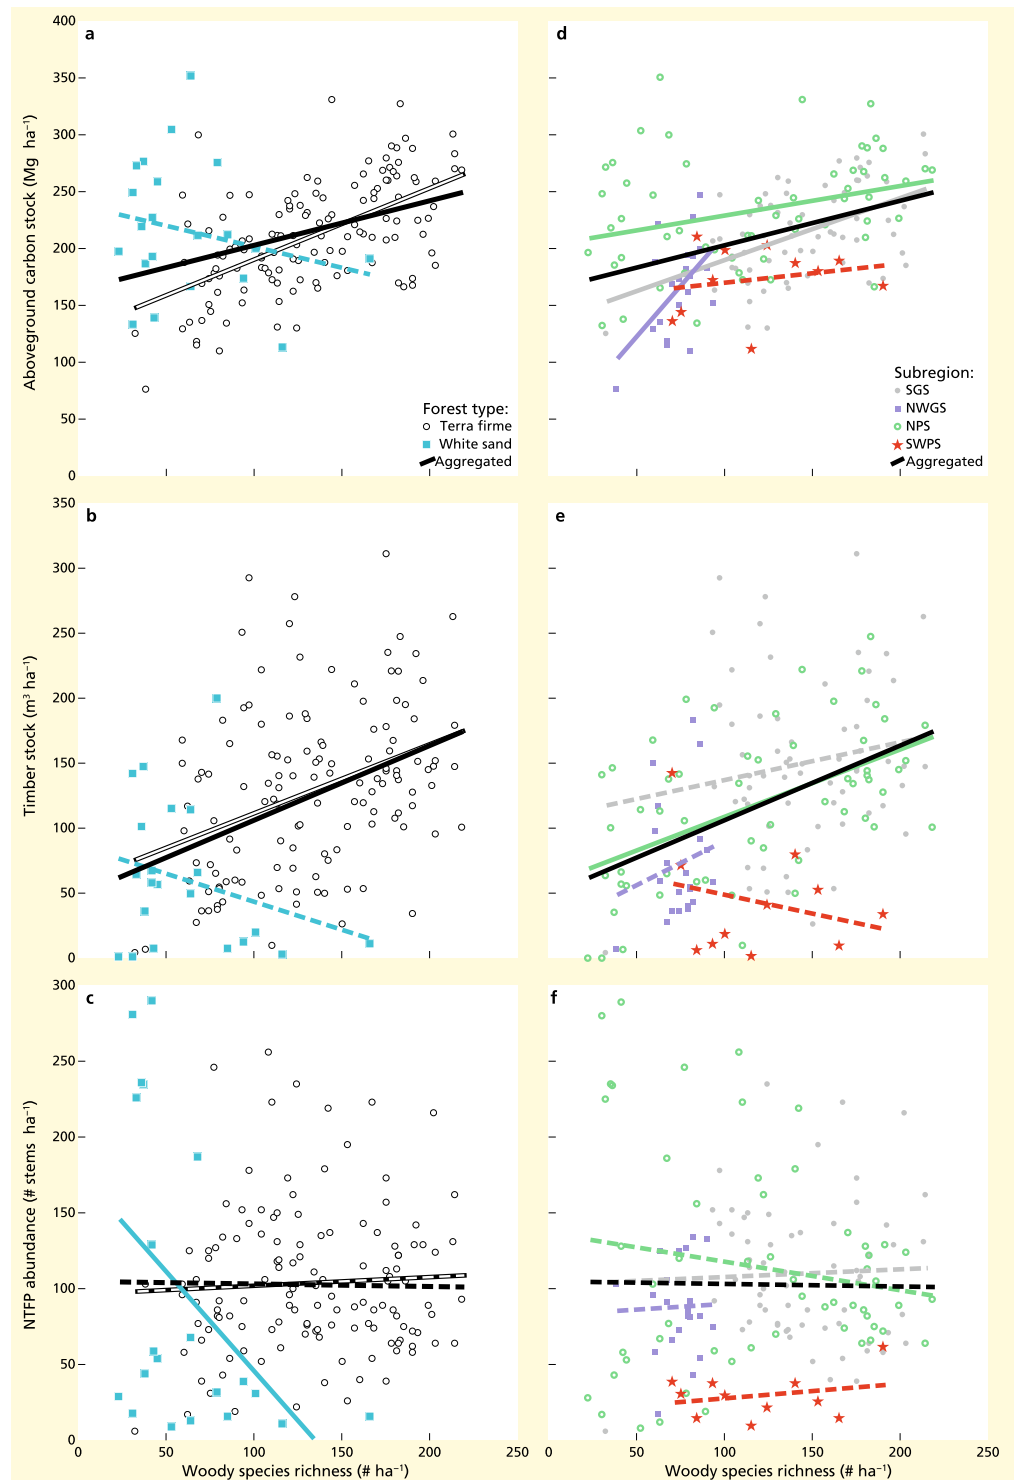 a
400
350
300
250
200
150
100
50
0
Aboveground carbon stock (Mg ha⁻¹)
Forest type:
Terra firme
White sand
Aggregated
d
Subregion:
SGS
NWGS
NPS
SWPS
Aggregated
b
350
300
250
200
150
100
50
0
Timber stock (m³ ha⁻¹)
e
c
300
250
200
150
100
50
0
NTFP abundance (# stems ha⁻¹)
0 50 100 150 200 250
Woody species richness (# ha⁻¹)
f
0 50 100 150 200 250
Woody species richness (# ha⁻¹)